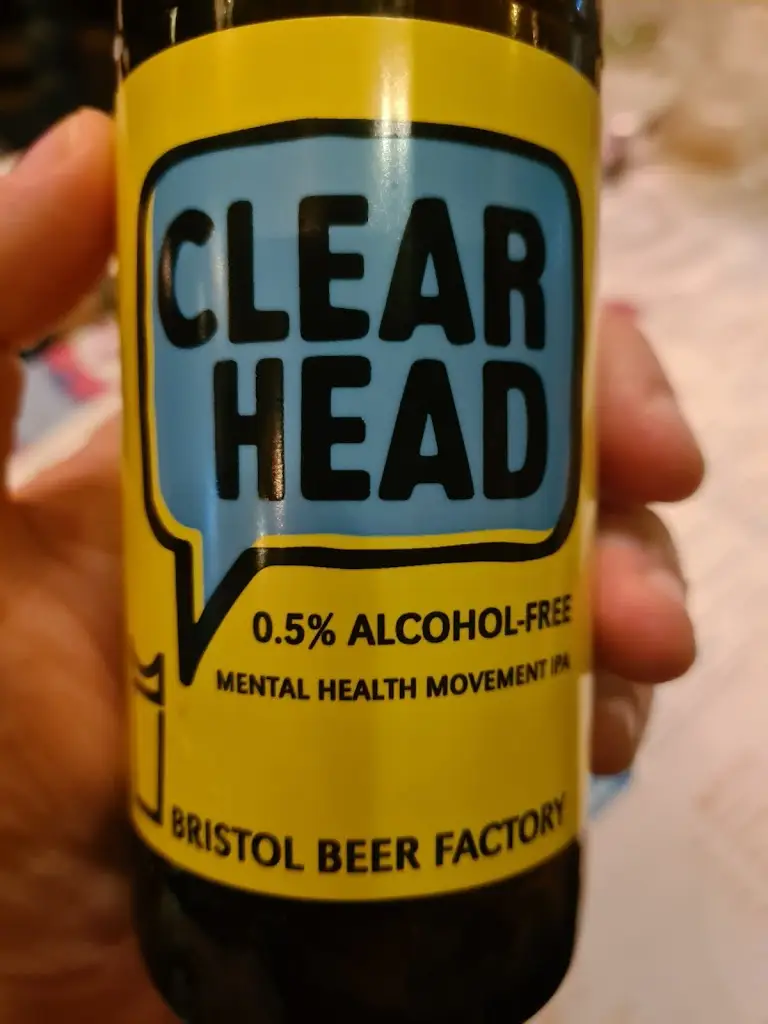 CLEAR
HEAD
0.5% ALCOHOL-FREE
MENTAL HEALTH MOVEMENT IPA
BRISTOL BEER FACTORY